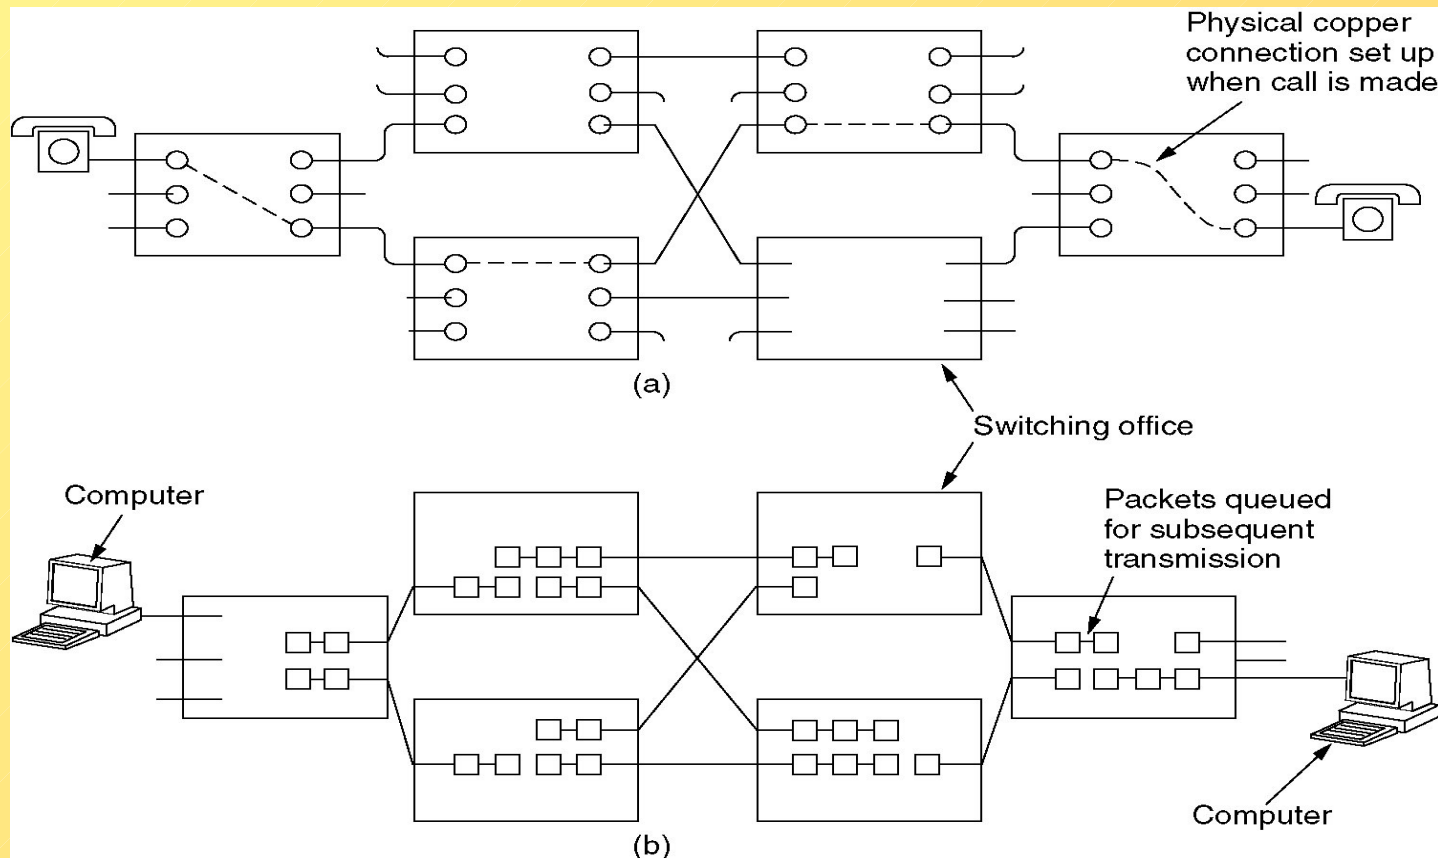 Physical copper
connection set up
when call is made
(a)
Switching office
Computer
Packets queued
for subsequent
transmission
Computer
(b)